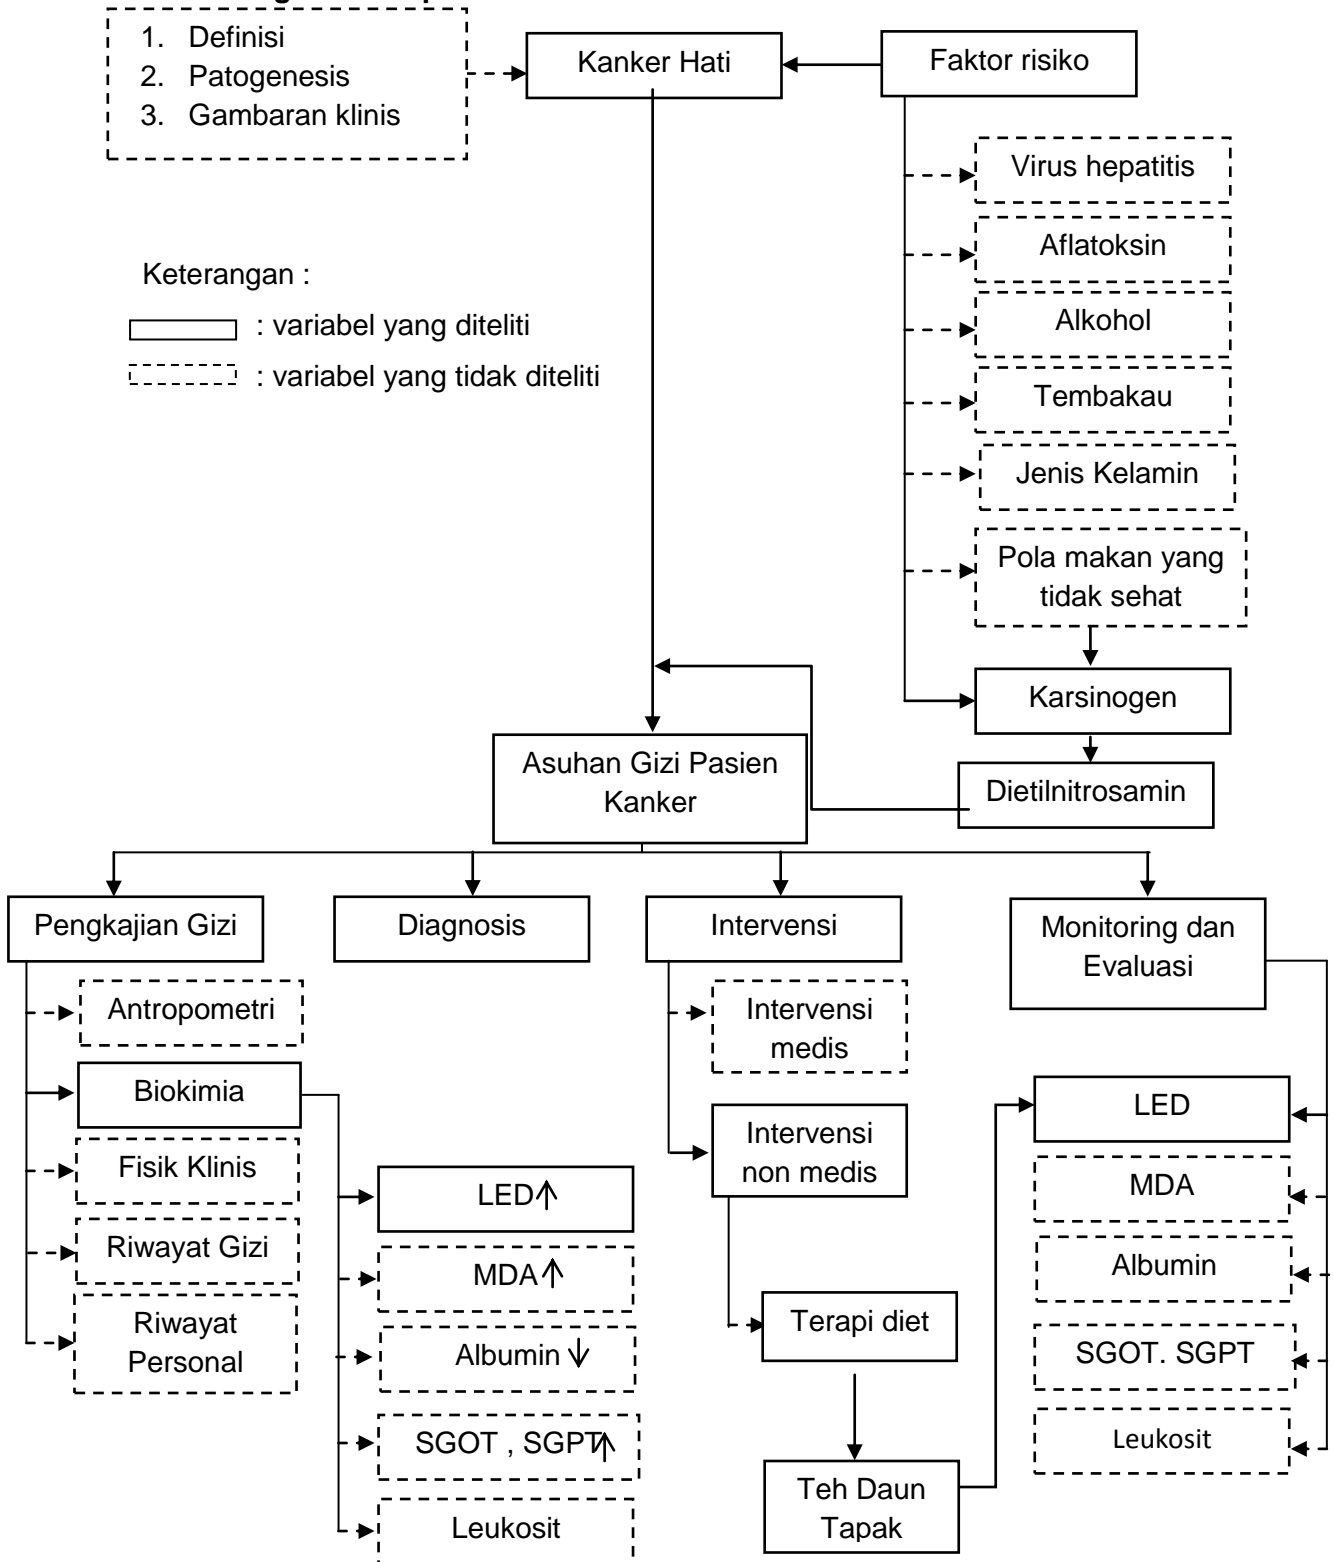 1. Definisi
2. Patogenesis
3. Gambaran klinis
Kanker Hati
Faktor risiko
Virus hepatitis
Aflatoksin
Keterangan :
: variabel yang diteliti
: variabel yang tidak diteliti
Alkohol
Tembakau
Jenis Kelamin
Pola makan yang
tidak sehat
Karsinogen
Dietilnitrosamin
Asuhan Gizi Pasien
Kanker
Pengkajian Gizi
Diagnosis
Intervensi
Monitoring dan
Evaluasi
Antropometri
Biokimia
Fisik Klinis
Riwayat Gizi
Riwayat
Personal
LED↑
MDA↑
Albumin ↓
SGOT , SGPT↑
Leukosit
Intervensi
medis
Intervensi
non medis
Terapi diet
Teh Daun
Tapak
LED
MDA
Albumin
SGOT. SGPT
Leukosit